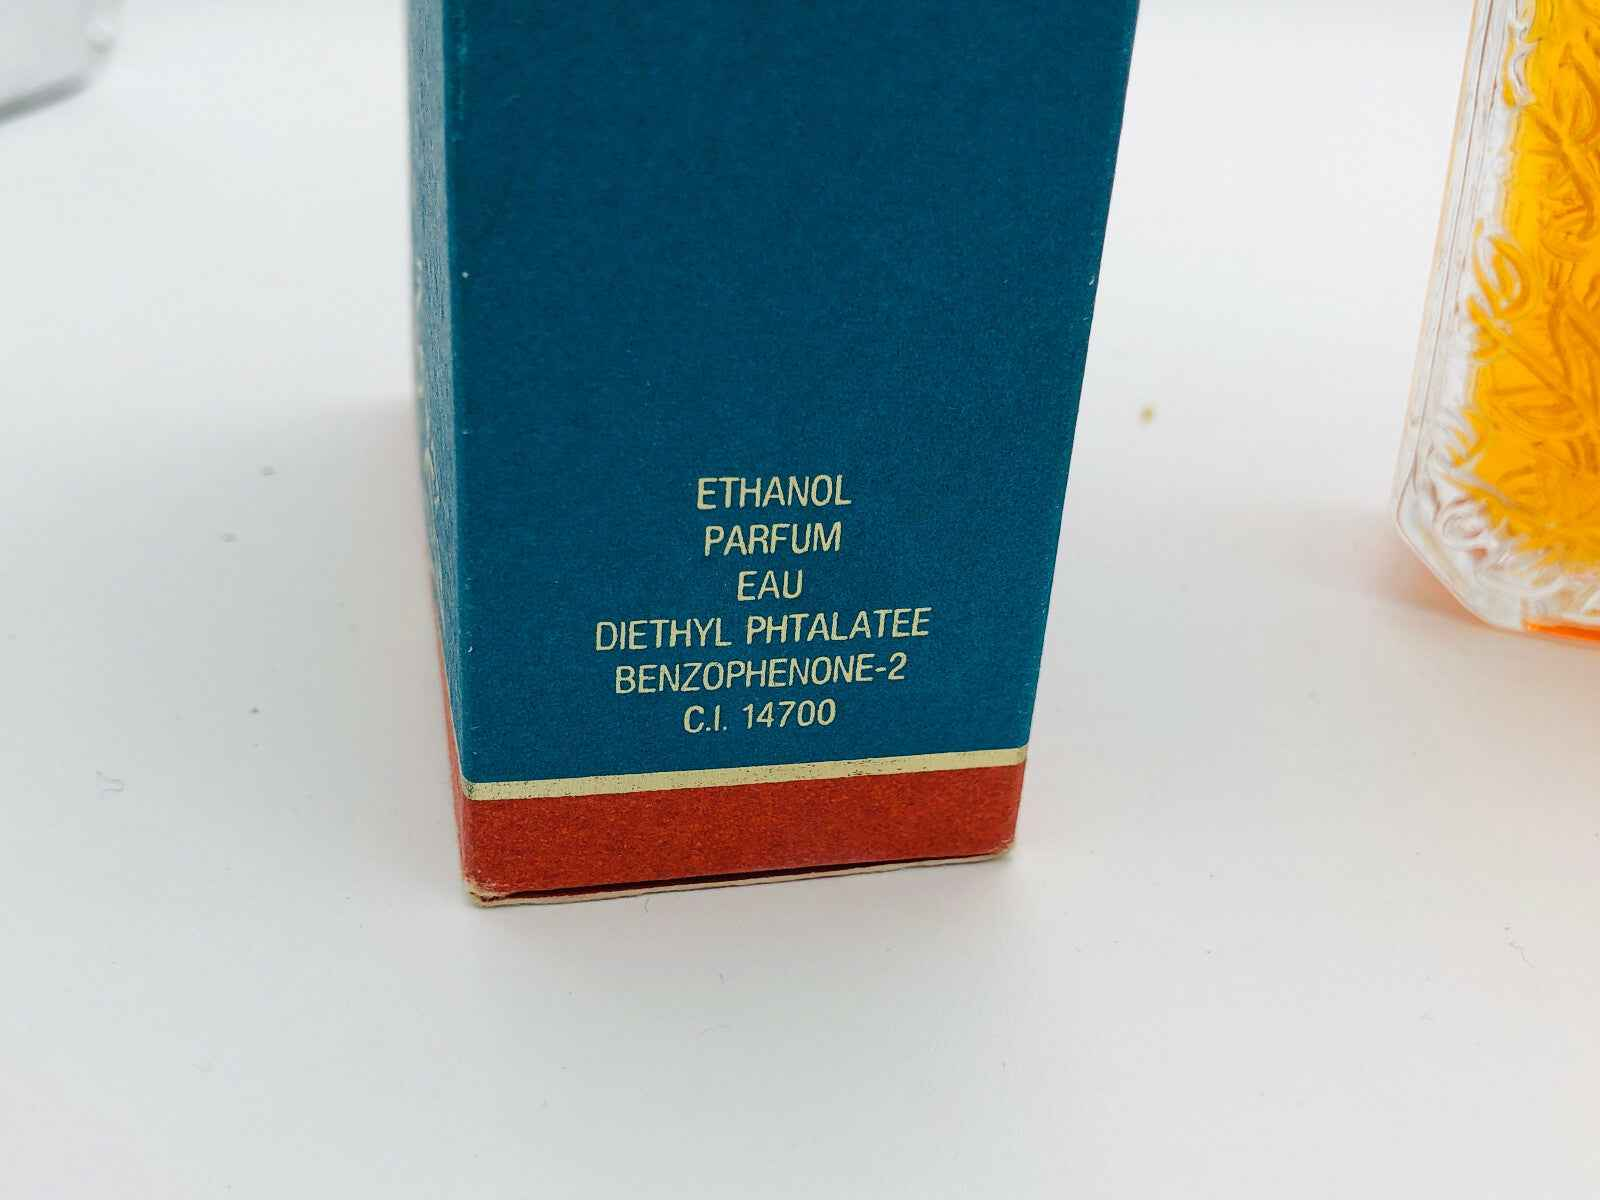 ETHANOL
PARFUM
EAU
DIETHYL PHTALATEE
BENZOPHENONE-2
C.I. 14700